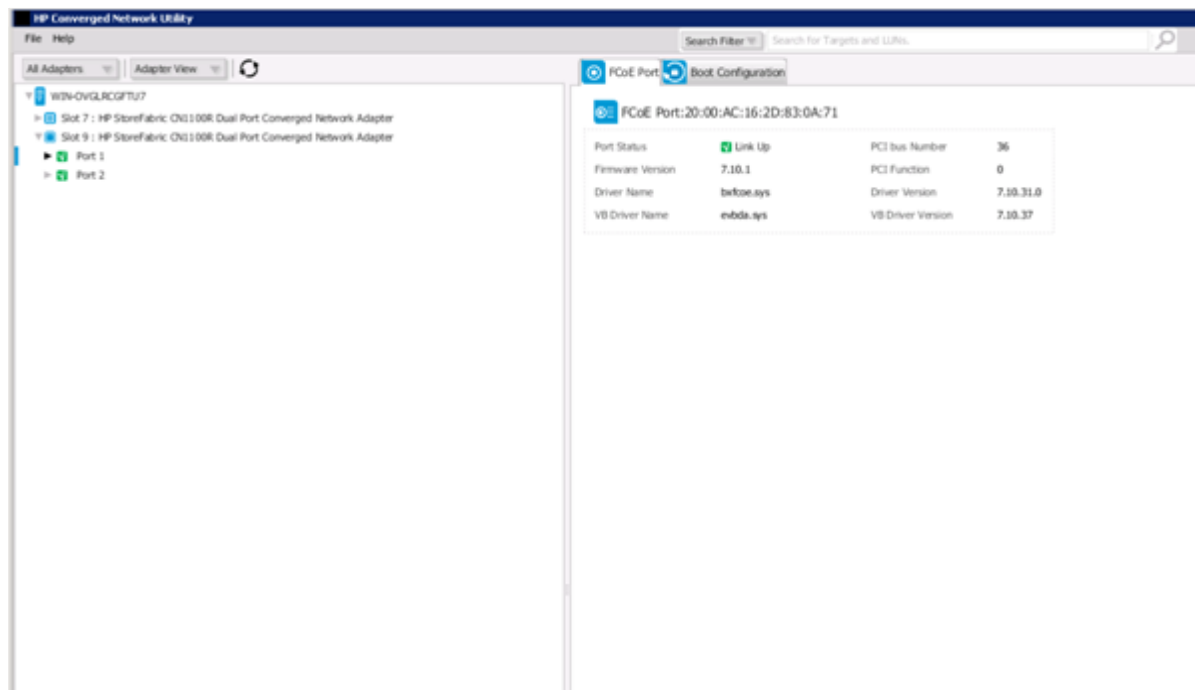 HP Converged Network Utility
File Help
Search Filter Search for Targets and LUNs.
All Adapters Adapter View
WIN-OVGLRCGFTU7
Slot 7 : HP StoreFabric CN1100R Dual Port Converged Network Adapter
Slot 9 : HP StoreFabric CN1100R Dual Port Converged Network Adapter
Port 1
Port 2
FCoE Port Boot Configuration
FCoE Port:20:00:AC:16:2D:83:0A:71
Port Status Link Up PCI bus Number 36
Firmware Version 7.10.1 PCI Function 0
Driver Name bxfcoe.sys Driver Version 7.10.31.0
VB Driver Name evbda.sys VB Driver Version 7.10.37